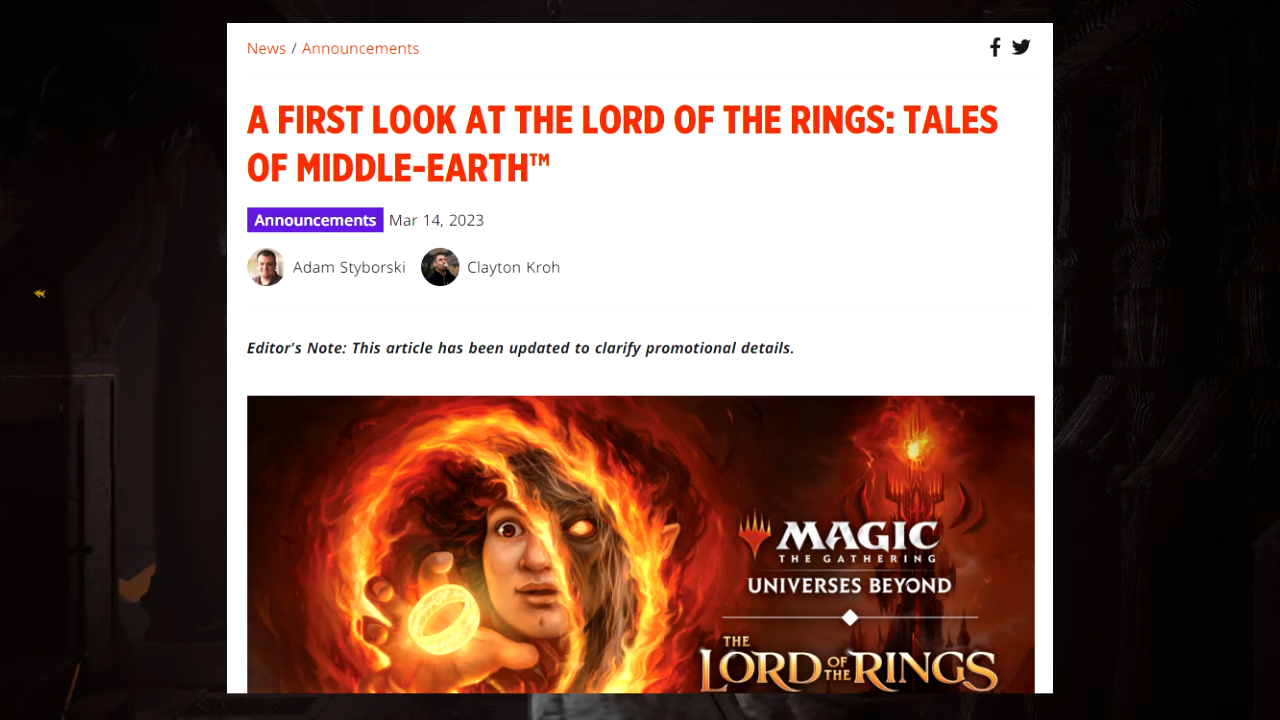 News / Announcements
A FIRST LOOK AT THE LORD OF THE RINGS: TALES
OF MIDDLE-EARTH™
Announcements Mar 14, 2023
Adam Styborski Clayton Kroh
Editor's Note: This article has been updated to clarify promotional details.
MAGIC
THE GATHERING
UNIVERSES BEYOND
THE
LORD OF THE RINGS